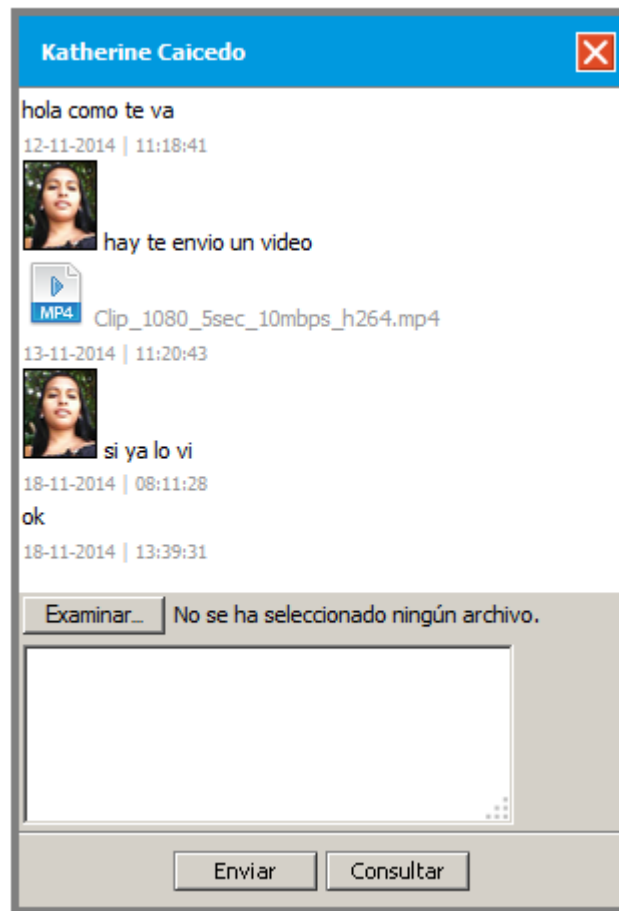 Katherine Caicedo
hola como te va
12-11-2014 | 11:18:41
hay te envio un video
MP4 Clip_1080_5sec_10mbps_h264.mp4
13-11-2014 | 11:20:43
si ya lo vi
18-11-2014 | 08:11:28
ok
18-11-2014 | 13:39:31
Examinar... No se ha seleccionado ningún archivo.
Enviar Consultar